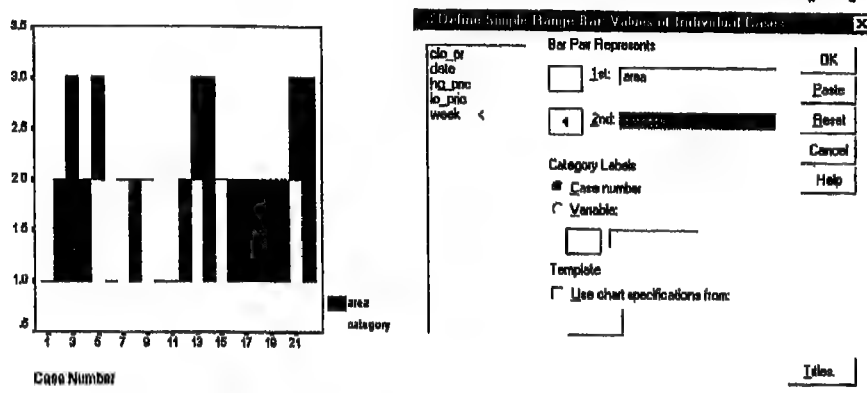 3.5
3.0
2.5
2.0
1.5
1.0
.5
1 3 5 7 9 11 13 15 17 19 21
area
category
Case Number
Define Simple Range Bar: Values of Individual Cases
clo_pr
date
hg_pric
lo_pric
week
Bar Pair Represents
1st: area
2nd:
Category Labels
Case number
Variable:
Template
Use chart specifications from:
OK
Paste
Reset
Cancel
Help
Titles.